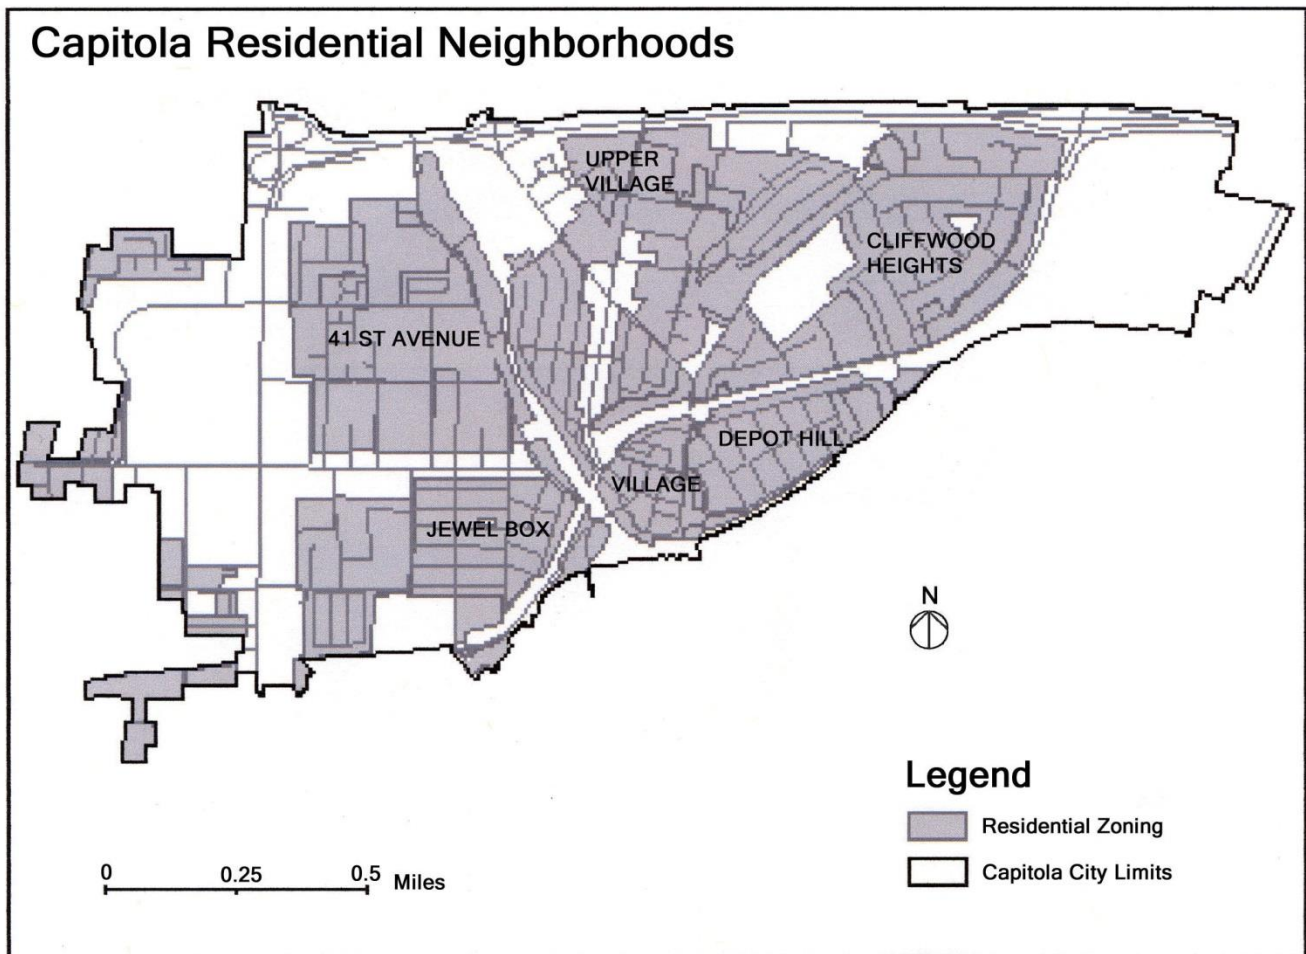 Capitola Residential Neighborhoods
UPPER
VILLAGE
CLIFFWOOD
HEIGHTS
41 ST AVENUE
DEPOT HILL
VILLAGE
JEWEL BOX
N
Legend
Residential Zoning
Capitola City Limits
0 0.25 0.5 Miles